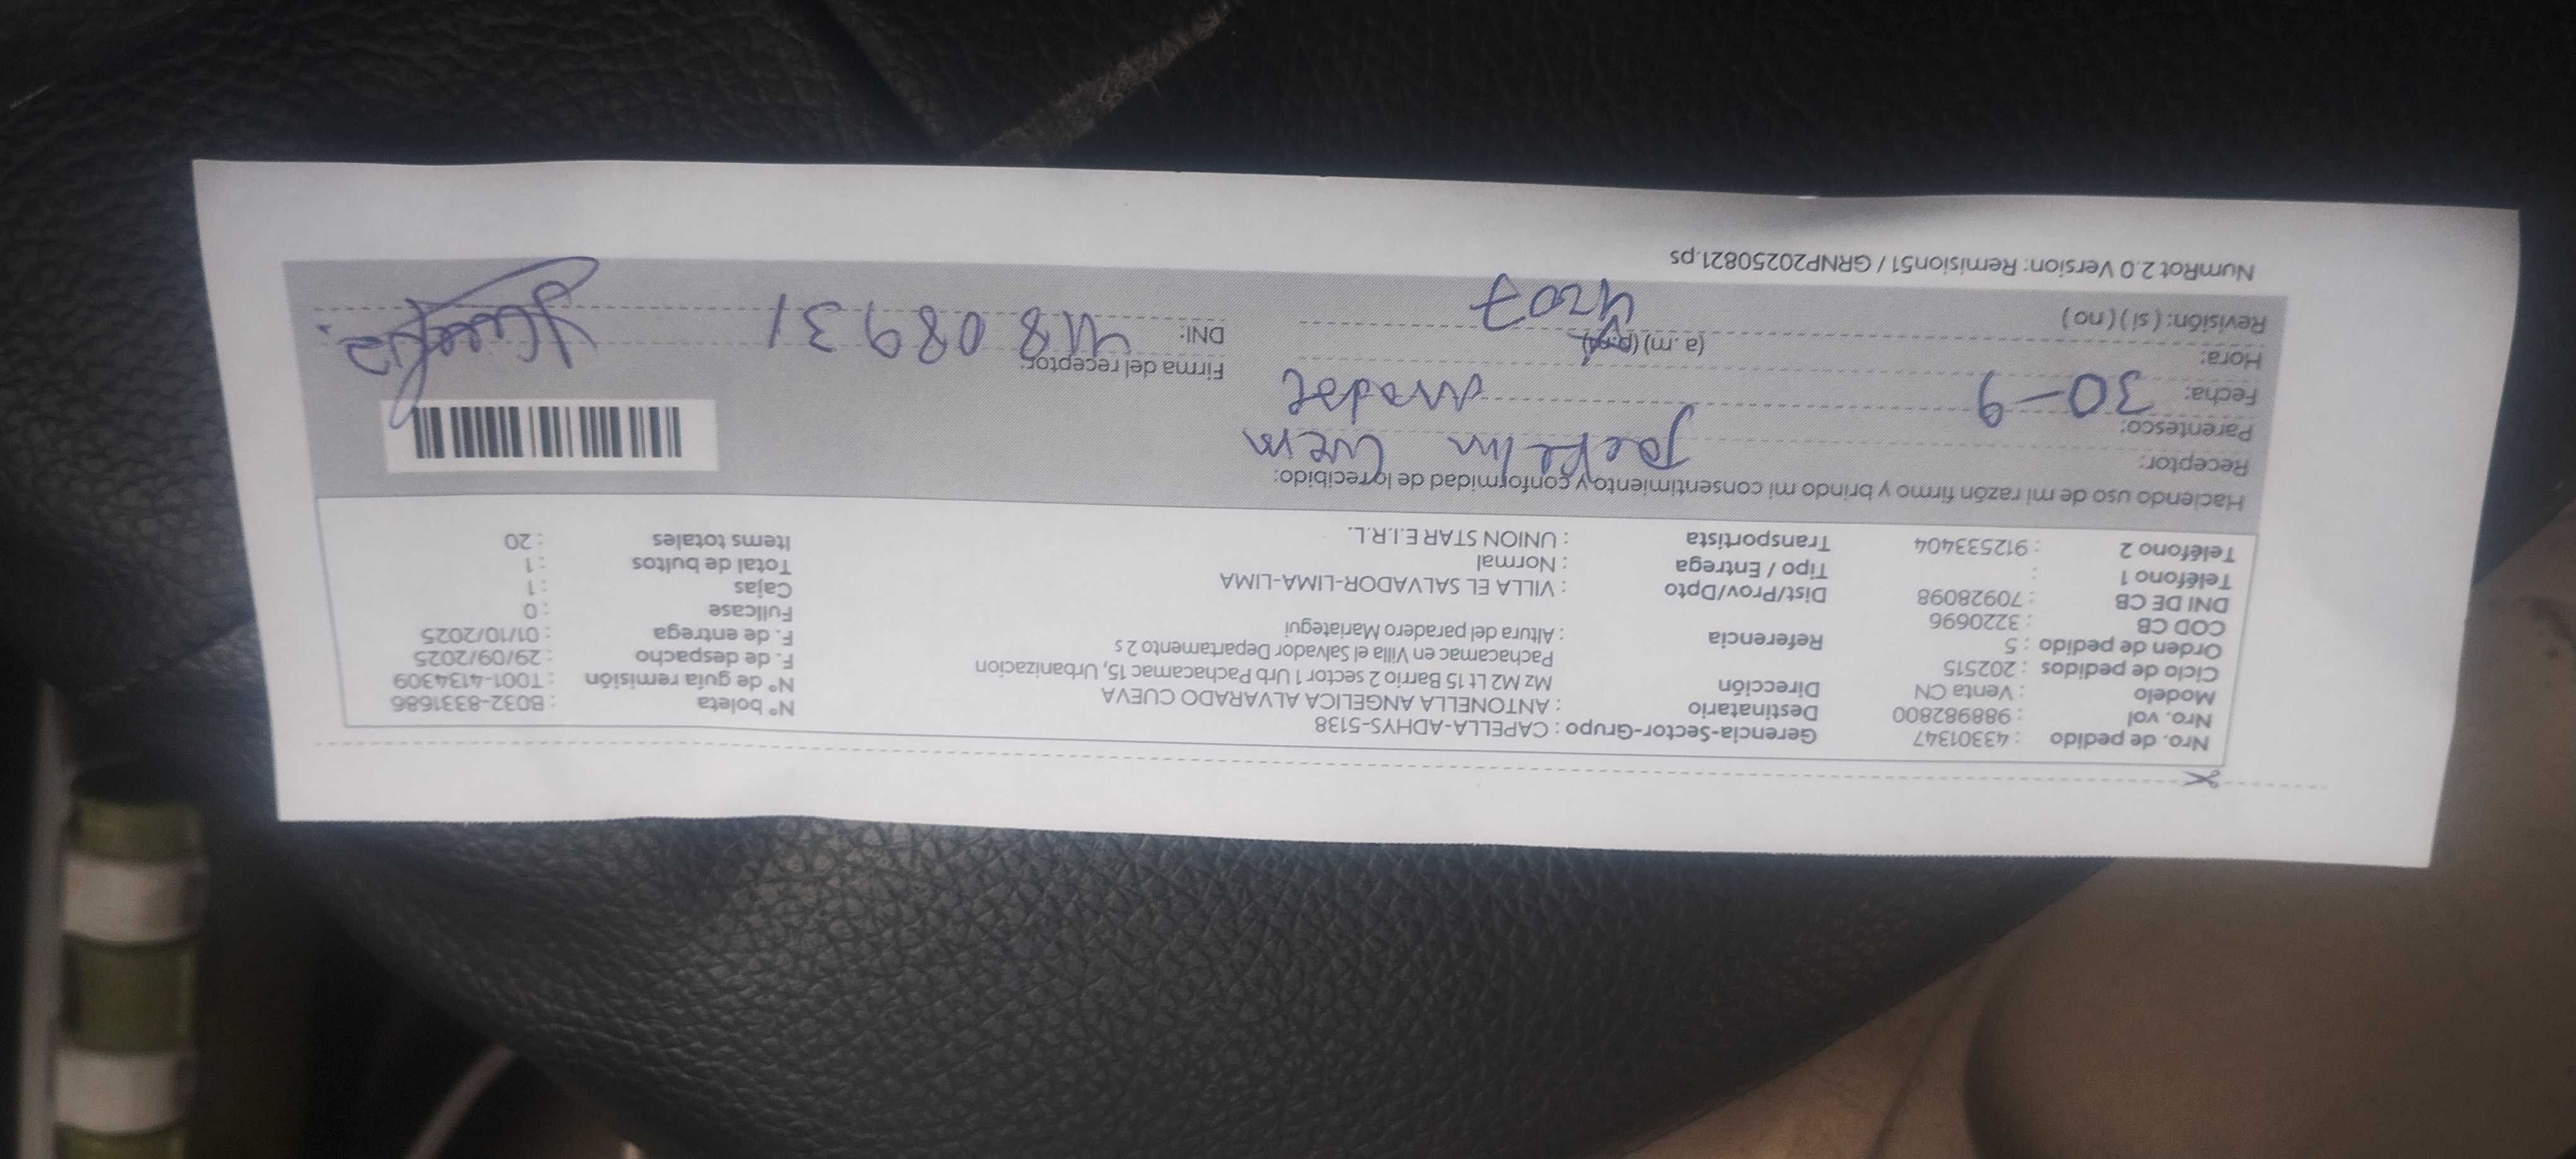 Nro. de pedido : 43301347 Gerencia-Sector-Grupo : CAPELLA-ADHYS-5138
Nro. vol : 988982800 Destinatario : ANTONELLA ANGELICA ALVARADO CUEVA Nº boleta : B032-8331686
Modelo : Venta CN Dirección Mz M2 Lt 15 Barrio 2 sector 1 Urb Pachacamac 15, Urbanizacion Nº de guía remisión : T001-4134309
Ciclo de pedidos : 202515 Pachacamac en Villa el Salvador Departamento 2 s F. de despacho : 29/09/2025
Orden de pedido : 5 Referencia : Altura del paradero Mariategui F. de entrega : 01/10/2025
COD CB : 3220696 Fullcase : 0
DNI DE CB : 70928098 Dist/Prov/Dpto : VILLA EL SALVADOR-LIMA-LIMA Cajas : 1
Teléfono 1 : Tipo / Entrega : Normal Total de bultos : 1
Teléfono 2 : 912533404 Transportista : UNION STAR E.I.R.L. Items totales : 20
Haciendo uso de mi razón firmo y brindo mi consentimiento y conformidad de lo recibido:
Receptor:
Parentesco:
Fecha: 30-9
Hora: (a.m) (p.m) Firma del receptor:
Revisión: ( si ) ( no ) 4207 DNI: 41808931
NumRot 2.0 Version: Remision51 / GRNP20250821.ps